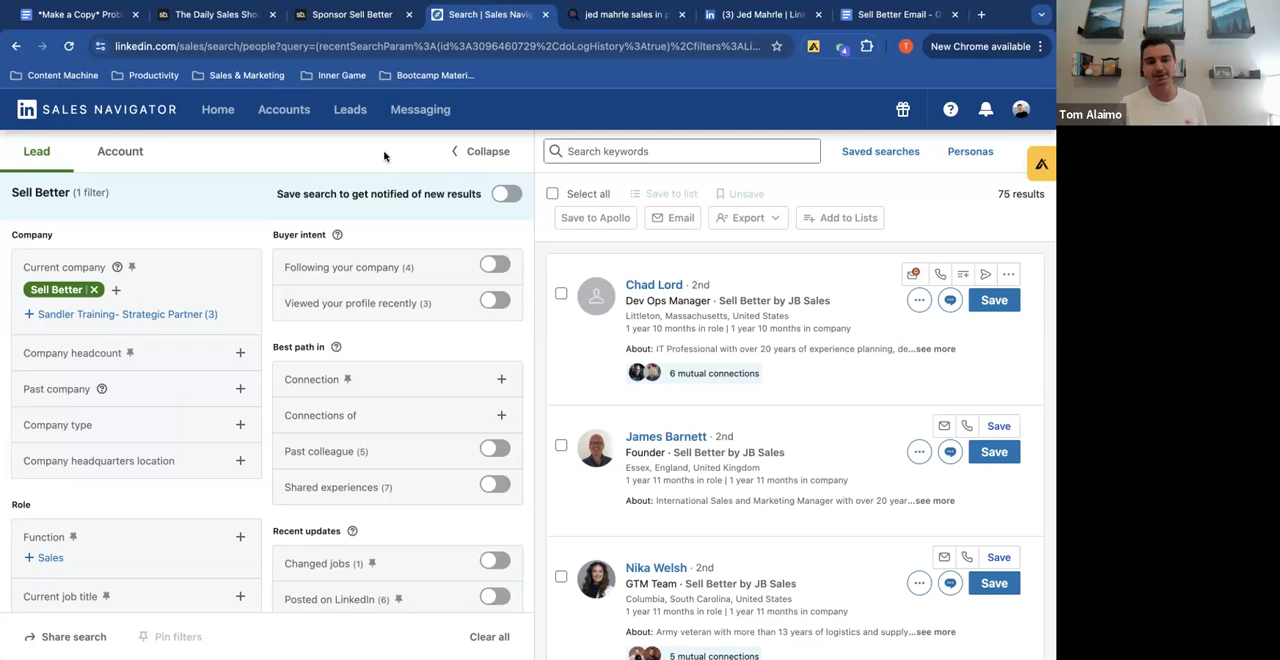 *Make a Copy* Prob
The Daily Sales Sho
Sponsor Sell Better
Search | Sales Navig
jed mahrle sales in p
(3) Jed Mahrle | Lin
Sell Better Email - G
linkedin.com/sales/search/people?query=(recentSearchParam%3A(id%3A3096460729%2CdoLogHistory%3Atrue)%2Cfilters%3ALi...
4
T
New Chrome available
Content Machine
Productivity
Sales & Marketing
Inner Game
Bootcamp Materi...
in SALES NAVIGATOR
Home
Accounts
Leads
Messaging
Tom Alaimo
Lead
Account
Collapse
Search keywords
Saved searches
Personas
Sell Better (1 filter)
Save search to get notified of new results
Select all
Save to list
Unsave
75 results
Save to Apollo
Email
Export
Add to Lists
Company
Current company
Sell Better
+ Sandler Training- Strategic Partner (3)
Company headcount
Past company
Company type
Company headquarters location
Role
Function
+ Sales
Current job title
Buyer intent
Following your company (4)
Viewed your profile recently (3)
Best path in
Connection
Connections of
Past colleague (5)
Shared experiences (7)
Recent updates
Changed jobs (1)
Posted on LinkedIn (6)
Share search
Pin filters
Clear all
Chad Lord · 2nd
Dev Ops Manager · Sell Better by JB Sales
Littleton, Massachusetts, United States
1 year 10 months in role | 1 year 10 months in company
About: IT Professional with over 20 years of experience planning, de...see more
6 mutual connections
Save
James Barnett · 2nd
Founder · Sell Better by JB Sales
Essex, England, United Kingdom
1 year 11 months in role | 1 year 11 months in company
About: International Sales and Marketing Manager with over 20 year...see more
Save
Save
Nika Welsh · 2nd
GTM Team · Sell Better by JB Sales
Columbia, South Carolina, United States
1 year 11 months in role | 1 year 11 months in company
About: Army veteran with more than 13 years of logistics and supply...see more
5 mutual connections
Save
Save